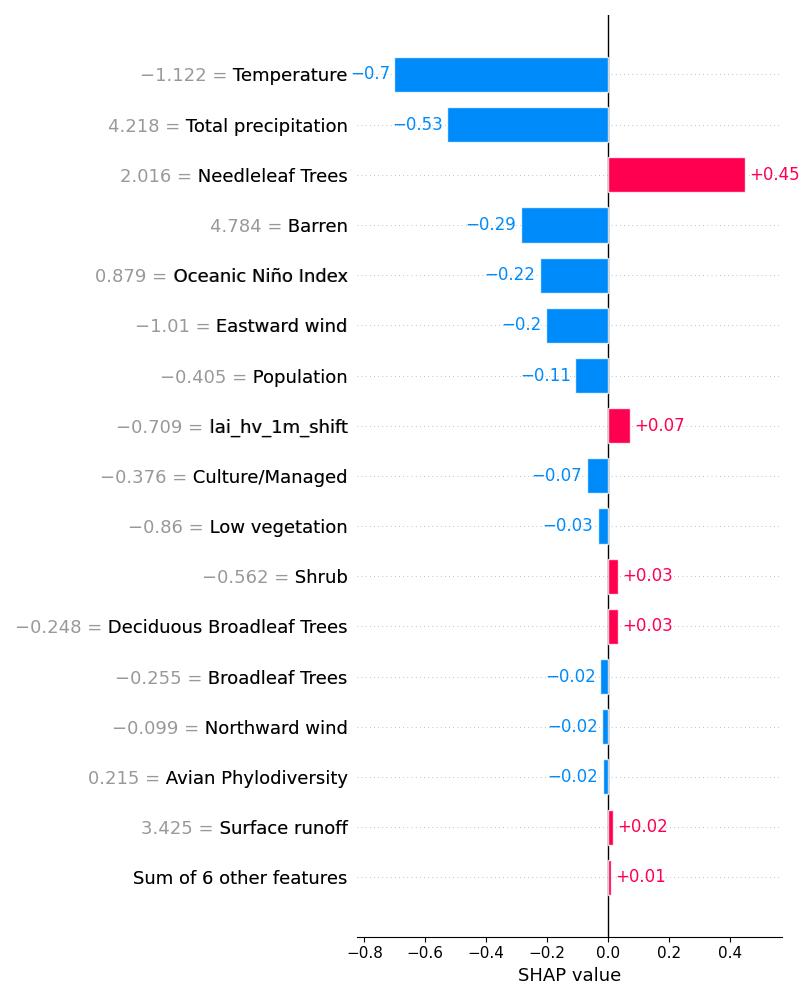 −1.122 = Temperature −0.7
4.218 = Total precipitation −0.53
2.016 = Needleleaf Trees +0.45
4.784 = Barren −0.29
0.879 = Oceanic Niño Index −0.22
−1.01 = Eastward wind −0.2
−0.405 = Population −0.11
−0.709 = lai_hv_1m_shift +0.07
−0.376 = Culture/Managed −0.07
−0.86 = Low vegetation −0.03
−0.562 = Shrub +0.03
−0.248 = Deciduous Broadleaf Trees +0.03
−0.255 = Broadleaf Trees −0.02
−0.099 = Northward wind −0.02
0.215 = Avian Phylodiversity −0.02
3.425 = Surface runoff +0.02
Sum of 6 other features +0.01
−0.8 −0.6 −0.4 −0.2 0.0 0.2 0.4
SHAP value